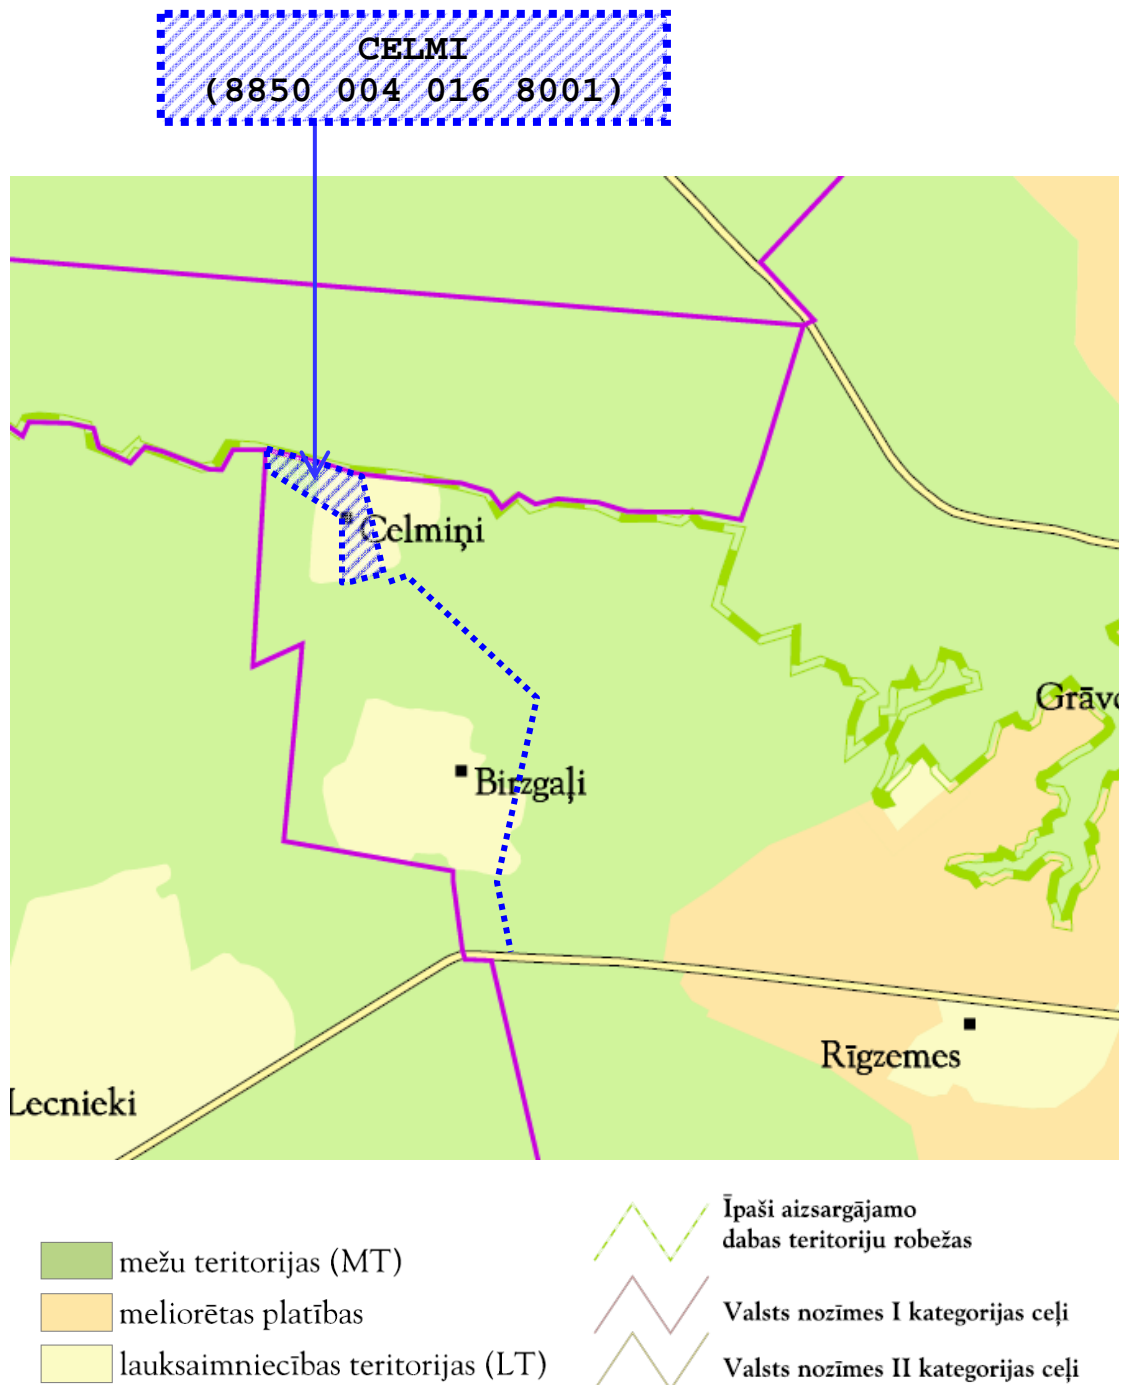 CELMI
(8850 004 016 8001)
Celmiņi
Grāvo
Birzgaļi
Rīgzemes
Lecnieki
Īpaši aizsargājamo
dabas teritoriju robežas
mežu teritorijas (MT)
meliorētas platības
Valsts nozīmes I kategorijas ceļi
lauksaimniecības teritorijas (LT)
Valsts nozīmes II kategorijas ceļi